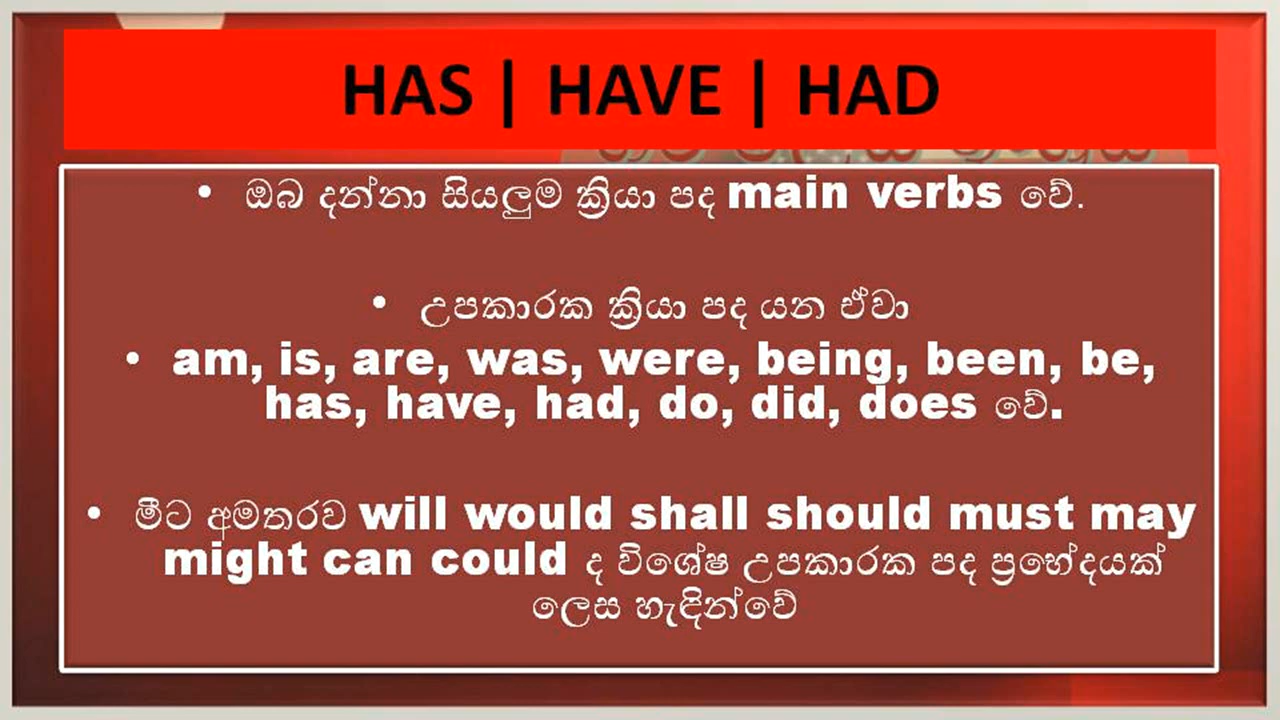 HAS | HAVE | HAD
• ඔබ දන්නා සියලුම ක්‍රියා පද main verbs වේ.
• උපකාරක ක්‍රියා පද යන ඒවා
• am, is, are, was, were, being, been, be,
has, have, had, do, did, does වේ.
• මීට අමතරව will would shall should must may
might can could ද විශේෂ උපකාරක පද ප්‍රභේදයක්
ලෙස හැඳින්වේ